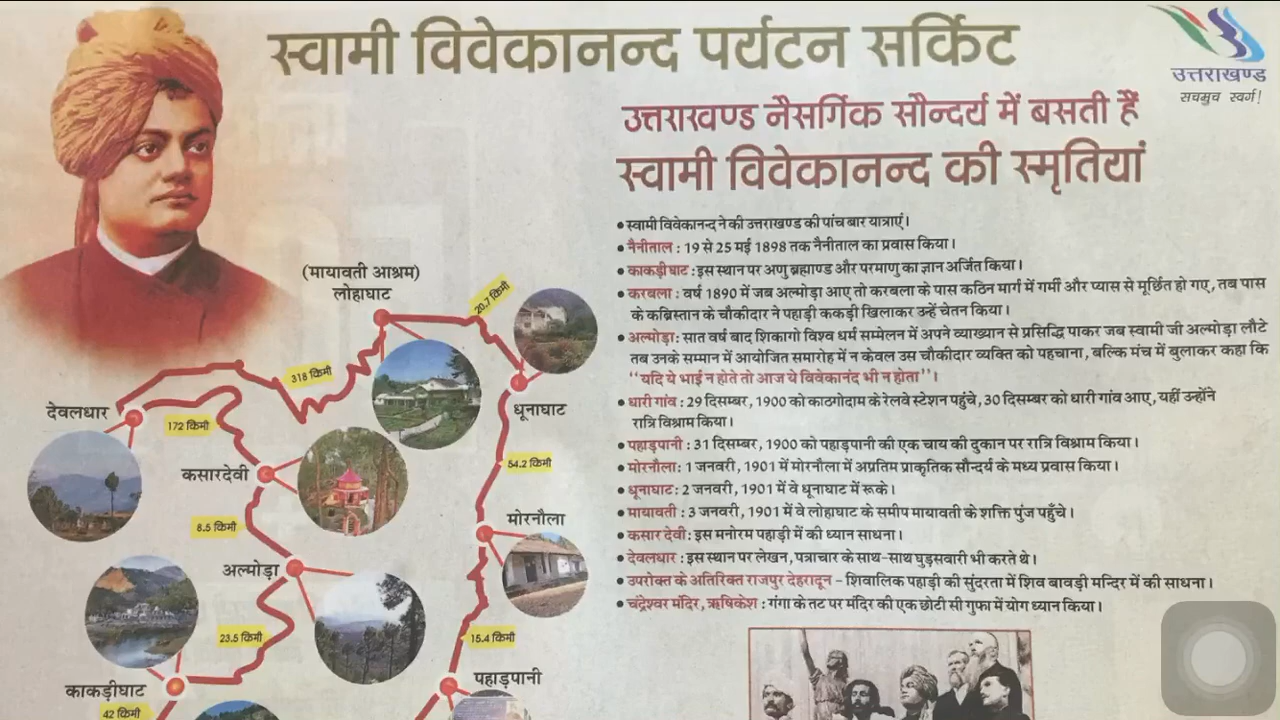 स्वामी विवेकानन्द पर्यटन सर्किट
उत्तराखण्ड
सचमुच स्वर्ग!
उत्तराखण्ड नैसर्गिक सौन्दर्य में बसती हैं
स्वामी विवेकानन्द की स्मृतियां
•स्वामी विवेकानन्द ने की उत्तराखण्ड की पांच बार यात्राएं।
•नैनीताल : 19 से 25 मई 1898 तक नैनीताल का प्रवास किया।
•काकड़ीघाट : इस स्थान पर अणु ब्रह्माण्ड और परमाणु का ज्ञान अर्जित किया।
•करबला : वर्ष 1890 में जब अल्मोड़ा आए तो करबला के पास कठिन मार्ग में गर्मी और प्यास से मूर्छित हो गए, तब पास
के कब्रिस्तान के चौकीदार ने पहाड़ी ककड़ी खिलाकर उन्हें चेतन किया।
•अल्मोड़ा: सात वर्ष बाद शिकागो विश्व धर्म सम्मेलन में अपने व्याख्यान से प्रसिद्धि पाकर जब स्वामी जी अल्मोड़ा लौटे
तब उनके सम्मान में आयोजित समारोह में न केवल उस चौकीदार व्यक्ति को पहचाना, बल्कि मंच में बुलाकर कहा कि
‘‘यदि ये भाई न होते तो आज ये विवेकानंद भी न होता’’।
•धारी गांव : 29 दिसम्बर, 1900 को काठगोदाम के रेलवे स्टेशन पहुंचे, 30 दिसम्बर को धारी गांव आए, यहीं उन्होंने
रात्रि विश्राम किया।
•पहाड़पानी : 31 दिसम्बर, 1900 को पहाड़पानी की एक चाय की दुकान पर रात्रि विश्राम किया।
•मोरनौला : 1 जनवरी, 1901 में मोरनौला में अप्रतिम प्राकृतिक सौन्दर्य के मध्य प्रवास किया।
•धूनाघाट : 2 जनवरी, 1901 में वे धूनाघाट में रूके।
•मायावती : 3 जनवरी, 1901 में वे लोहाघाट के समीप मायावती के शक्ति पुंज पहुँचे।
•कसार देवी : इस मनोरम पहाड़ी में की ध्यान साधना।
•देवलधार : इस स्थान पर लेखन, पत्राचार के साथ-साथ घुड़सवारी भी करते थे।
•उपरोक्त के अतिरिक्त राजपुर देहरादून - शिवालिक पहाड़ी की सुंदरता में शिव बावड़ी मन्दिर में की साधना।
•चंद्रेश्वर मंदिर, ऋषिकेश : गंगा के तट पर मंदिर की एक छोटी सी गुफा में योग ध्यान किया।
(मायावती आश्रम)
लोहाघाट
20.7 किमी
318 किमी
देवलधार
धूनाघाट
172 किमी
कसारदेवी
54.2 किमी
8.5 किमी
मोरनौला
अल्मोड़ा
23.5 किमी
15.4 किमी
काकड़ीघाट
पहाड़पानी
42 किमी